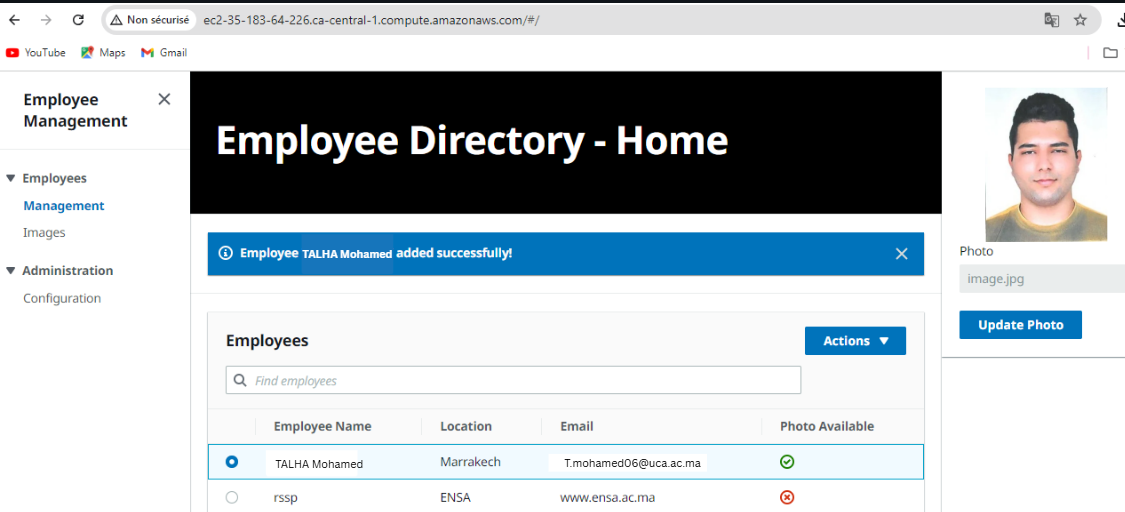 Non sécurisé ec2-35-183-64-226.ca-central-1.compute.amazonaws.com/#/
YouTube Maps Gmail
Employee
Management
Employees
Management
Images
Administration
Configuration
Employee Directory - Home
Employee TALHA Mohamed added successfully!
Employees
Actions
Find employees
Employee Name Location Email Photo Available
TALHA Mohamed Marrakech T.mohamed06@uca.ac.ma
rssp ENSA www.ensa.ac.ma
Photo
image.jpg
Update Photo